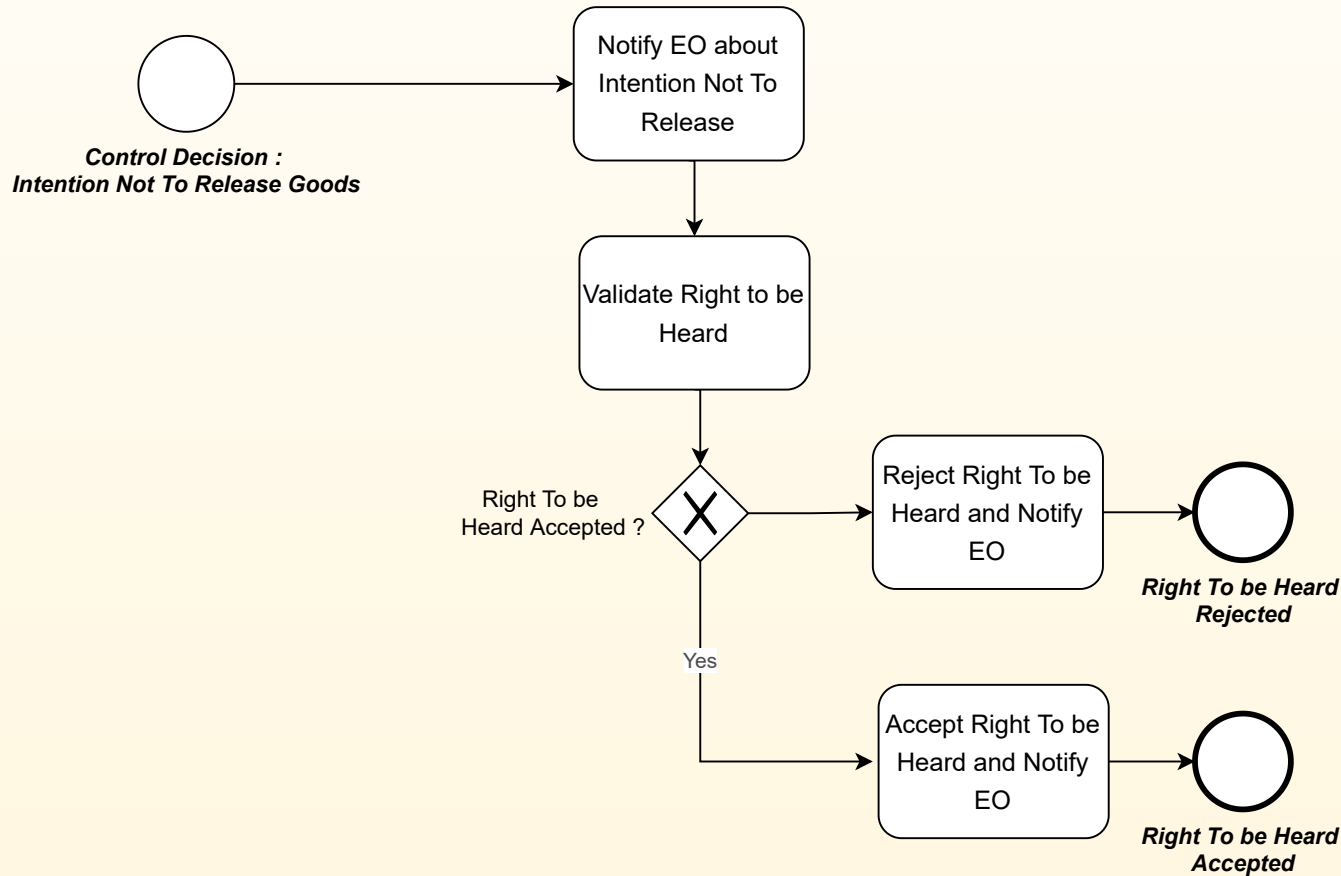 Notify EO about
Intention Not To
Release
Control Decision :
Intention Not To Release Goods
Validate Right to be
Heard
Right To be
Heard Accepted ?
Reject Right To be
Heard and Notify
EO
Right To be Heard
Rejected
Yes
Accept Right To be
Heard and Notify
EO
Right To be Heard
Accepted